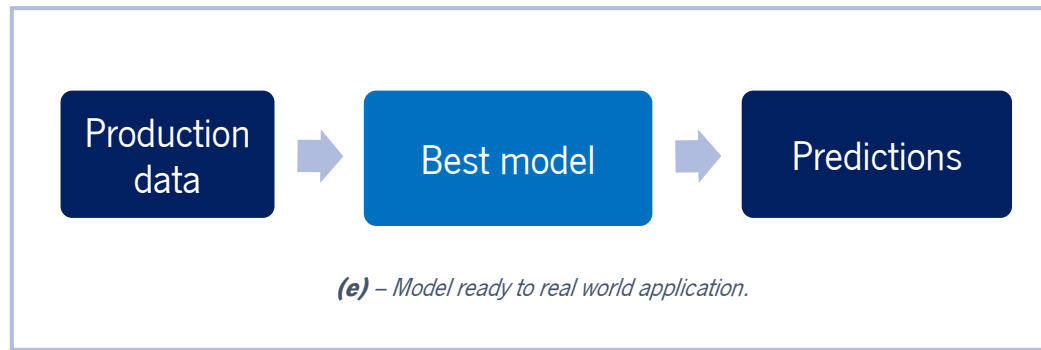 Production
data
Best model
Predictions
(e) – Model ready to real world application.